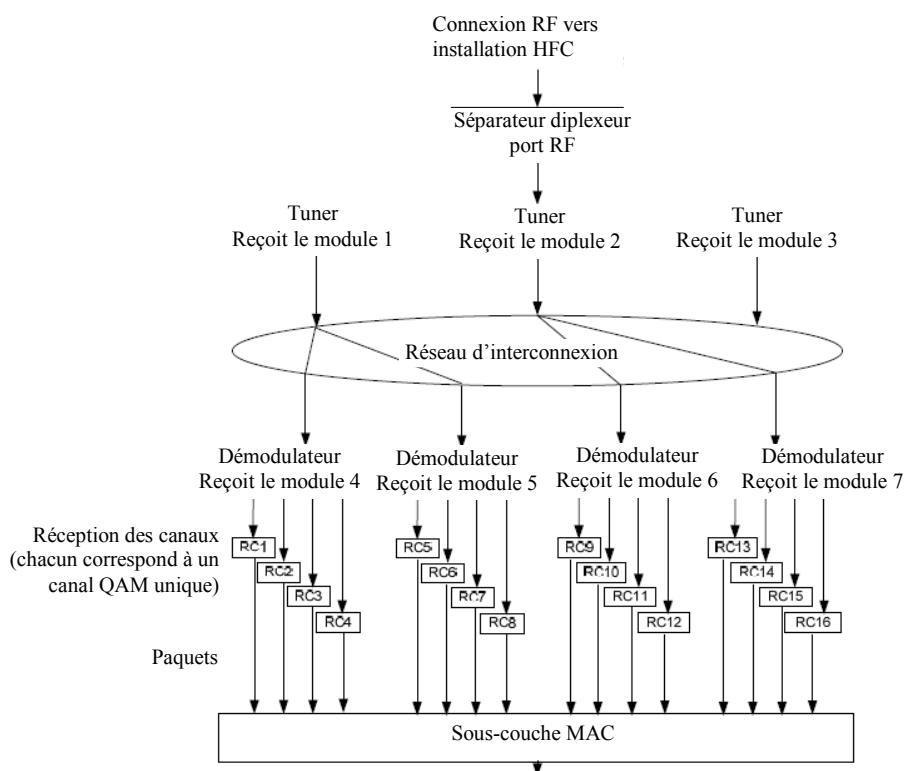 Connexion RF vers
installation HFC
Séparateur diplexeur
port RF
Tuner
Reçoit le module 1
Tuner
Reçoit le module 2
Tuner
Reçoit le module 3
Réseau d'interconnexion
Démodulateur
Reçoit le module 4
Démodulateur
Reçoit le module 5
Démodulateur
Reçoit le module 6
Démodulateur
Reçoit le module 7
Réception des canaux
(chacun correspond à un
canal QAM unique)
RC1
RC2
RC3
RC4
RC5
RC6
RC7
RC8
RC9
RC10
RC11
RC12
RC13
RC14
RC15
RC16
Paquets
Sous-couche MAC